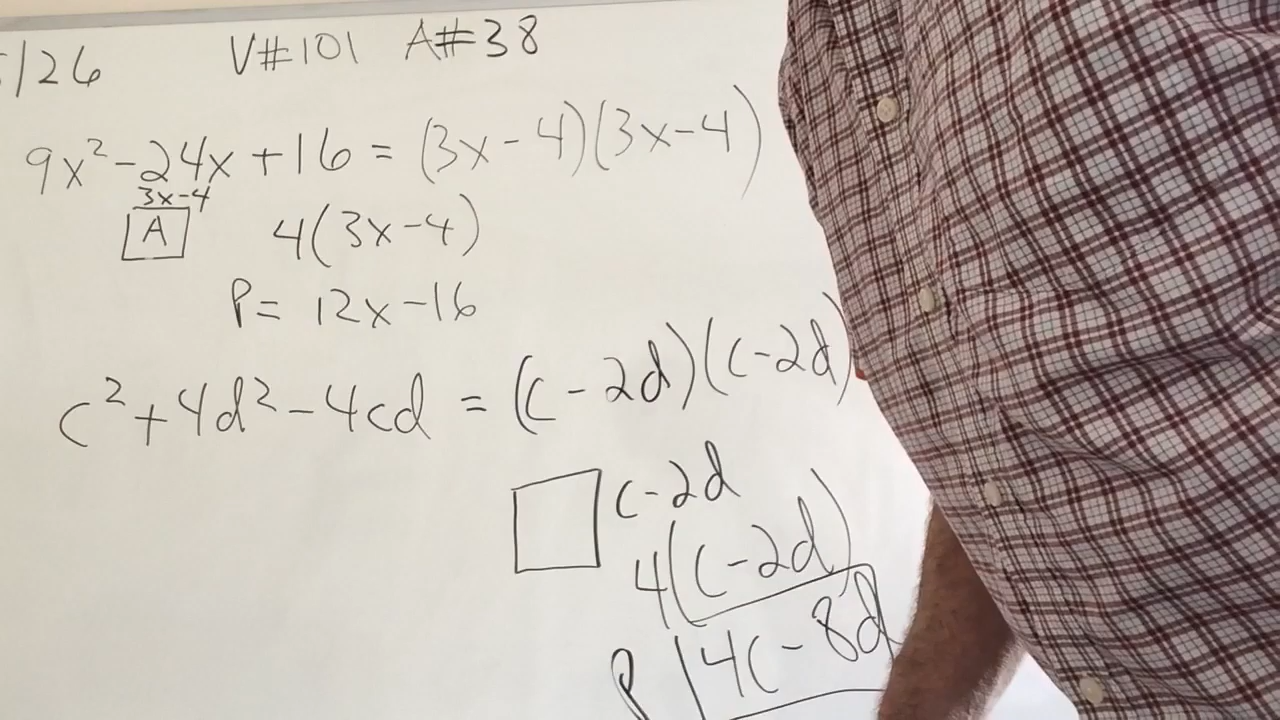 /26 V#101 A#38
9x²-24x+16 = (3x-4)(3x-4)
3x-4
A 4(3x-4)
P= 12x-16
c²+4d²-4cd = (c-2d)(c-2d)
c-2d
4(c-2d)
P 4c-8d